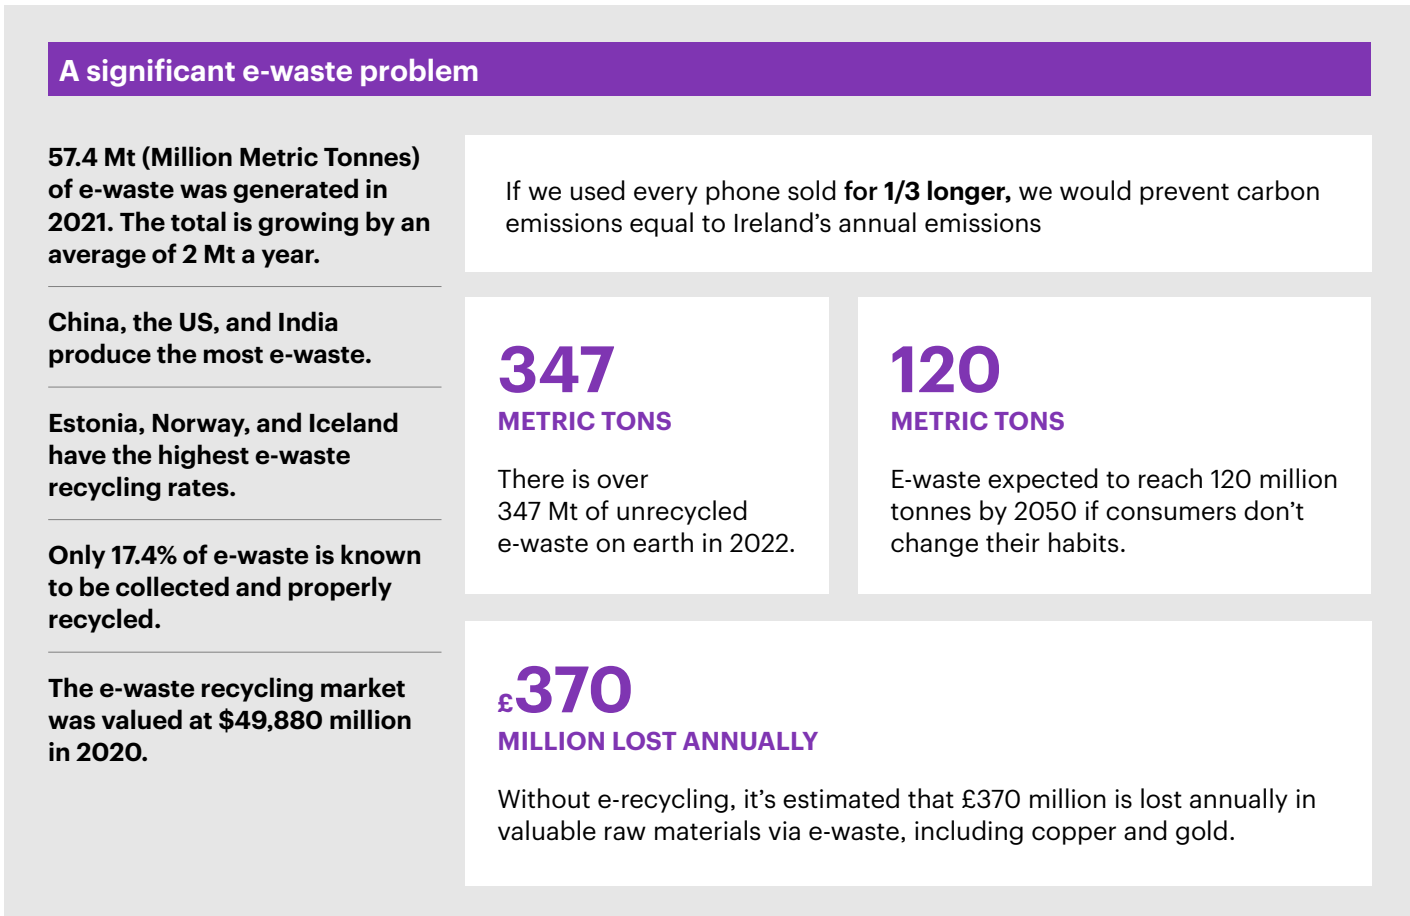 A significant e-waste problem
57.4 Mt (Million Metric Tonnes)
of e-waste was generated in
2021. The total is growing by an
average of 2 Mt a year.
China, the US, and India
produce the most e-waste.
Estonia, Norway, and Iceland
have the highest e-waste
recycling rates.
Only 17.4% of e-waste is known
to be collected and properly
recycled.
The e-waste recycling market
was valued at $49,880 million
in 2020.
If we used every phone sold for 1/3 longer, we would prevent carbon
emissions equal to Ireland’s annual emissions
347
METRIC TONS
There is over
347 Mt of unrecycled
e-waste on earth in 2022.
120
METRIC TONS
E-waste expected to reach 120 million
tonnes by 2050 if consumers don’t
change their habits.
£370
MILLION LOST ANNUALLY
Without e-recycling, it’s estimated that £370 million is lost annually in
valuable raw materials via e-waste, including copper and gold.